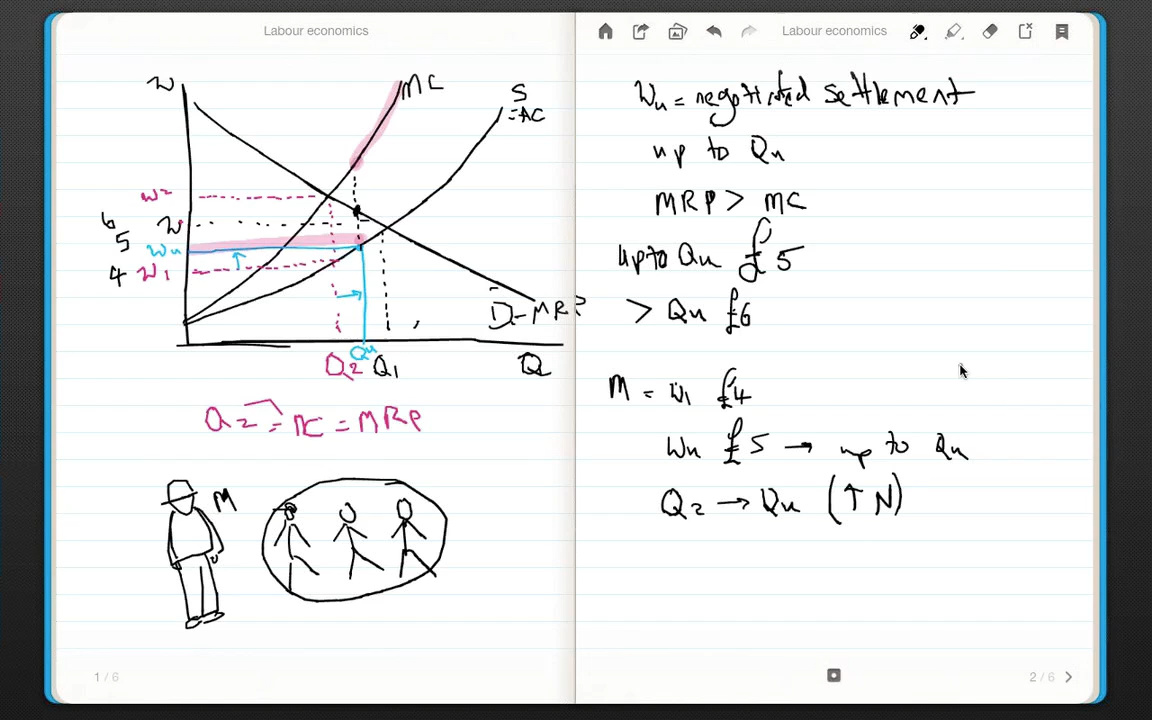 Labour economics
W
MC
S
=AC
W2
6
W
5
Wu
4
W1
D=MRP
Q2
Qu
Q1
Q
Q2 = MC = MRP
M
1 / 6
Labour economics
Wu = negotiated settlement
up to Qu
MRP > MC
up to Qu £5
> Qu £6
M = W1 £4
Wu £5 → up to Qu
Q2 → Qu (↑N)
2 / 6